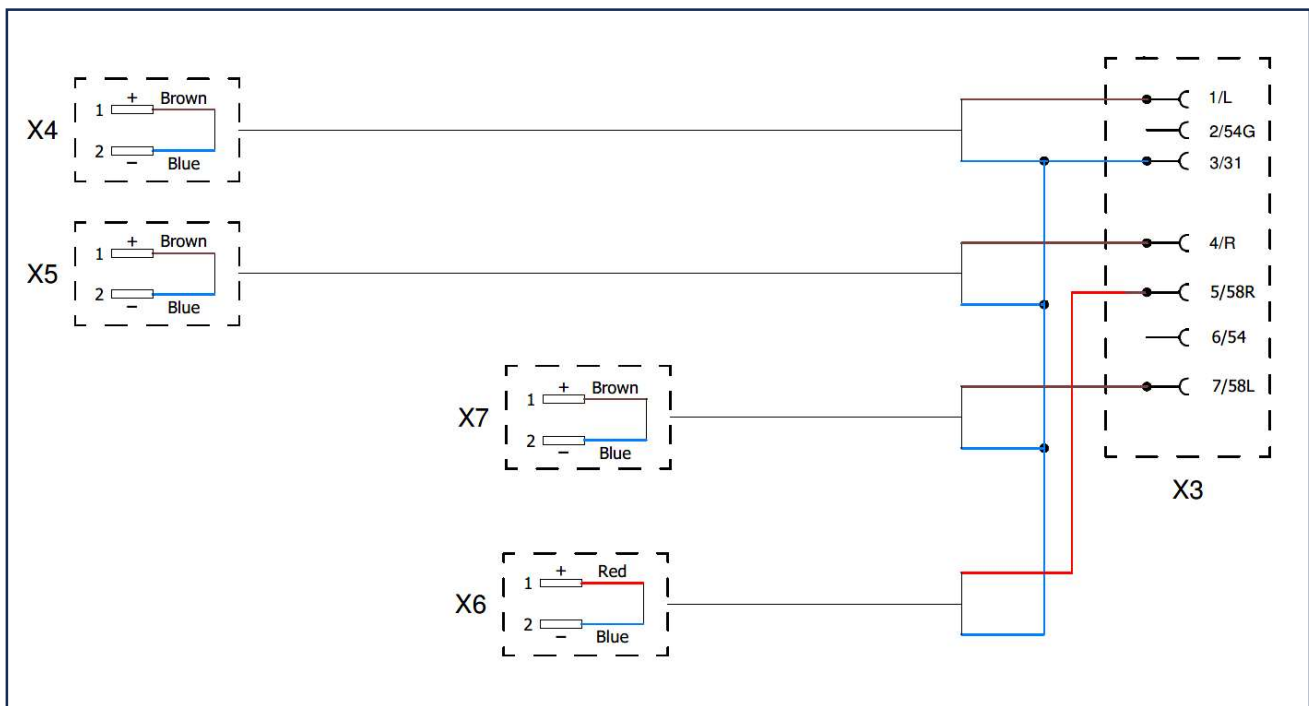 X4
1 + Brown
2 − Blue
X5
1 + Brown
2 − Blue
X7
1 + Brown
2 − Blue
X6
1 + Red
2 − Blue
1/L
2/54G
3/31
4/R
5/58R
6/54
7/58L
X3